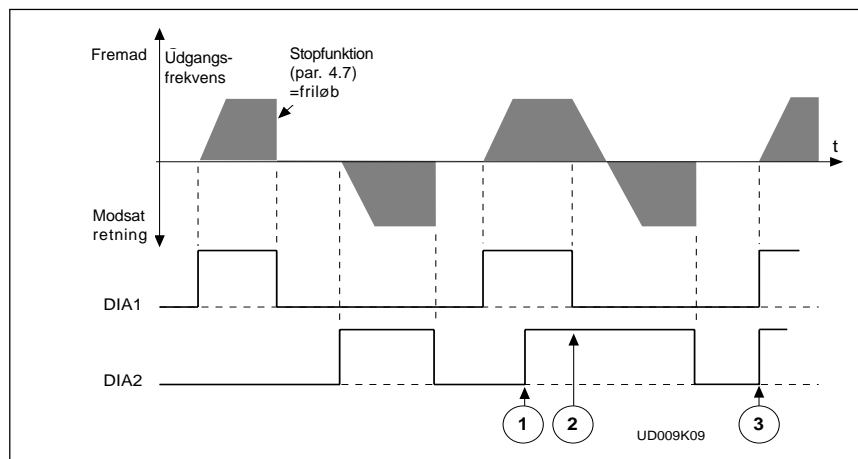 Fremad
Udgangs-
frekvens
Stopfunktion
(par. 4.7)
=friløb
t
Modsat
retning
DIA1
DIA2
1
2
3
UD009K09